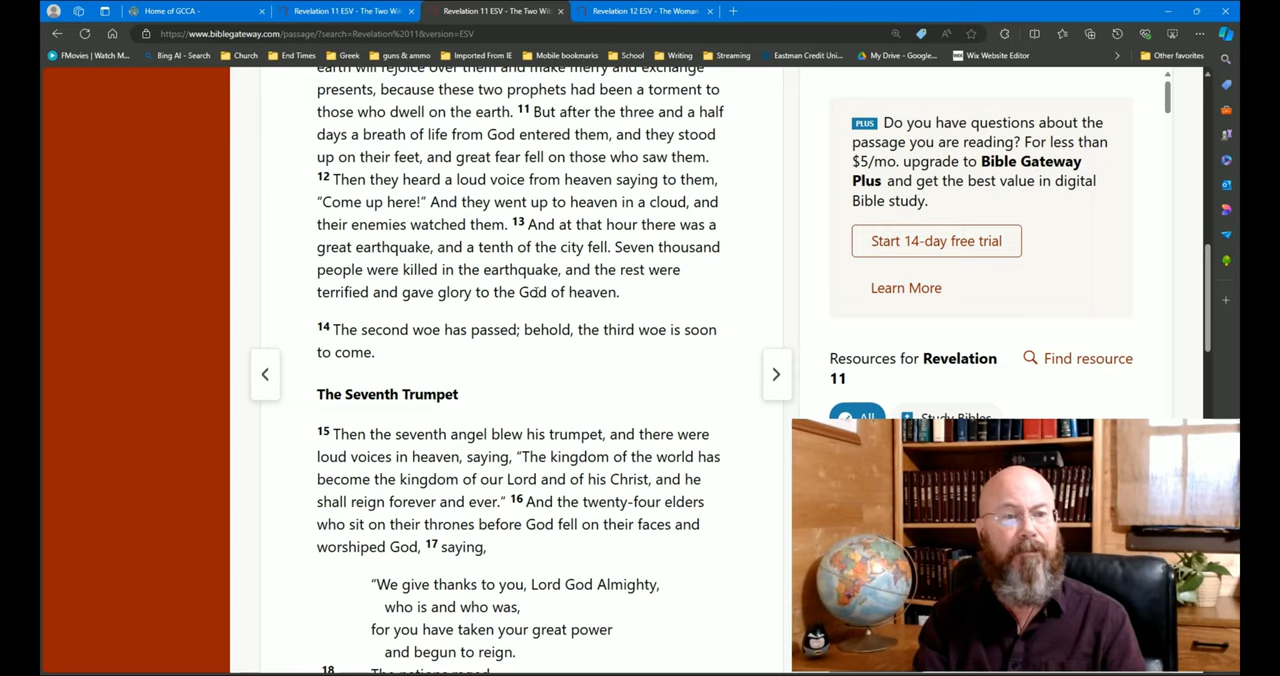 Home of GCCA -
Revelation 11 ESV - The Two Wit
Revelation 11 ESV - The Two Wit
Revelation 12 ESV - The Woman
https://www.biblegateway.com/passage/?search=Revelation%2011&version=ESV
FMovies | Watch M...
Bing AI - Search
Church
End Times
Greek
guns & ammo
Imported From IE
Mobile bookmarks
School
Writing
Streaming
Eastman Credit Uni...
My Drive - Google...
Wix Website Editor
Other favorites
earth will rejoice over them and make merry and exchange
presents, because these two prophets had been a torment to
those who dwell on the earth. 11 But after the three and a half
days a breath of life from God entered them, and they stood
up on their feet, and great fear fell on those who saw them.
12 Then they heard a loud voice from heaven saying to them,
“Come up here!” And they went up to heaven in a cloud, and
their enemies watched them. 13 And at that hour there was a
great earthquake, and a tenth of the city fell. Seven thousand
people were killed in the earthquake, and the rest were
terrified and gave glory to the God of heaven.
14 The second woe has passed; behold, the third woe is soon
to come.
The Seventh Trumpet
15 Then the seventh angel blew his trumpet, and there were
loud voices in heaven, saying, “The kingdom of the world has
become the kingdom of our Lord and of his Christ, and he
shall reign forever and ever.” 16 And the twenty-four elders
who sit on their thrones before God fell on their faces and
worshiped God, 17 saying,
“We give thanks to you, Lord God Almighty,
who is and who was,
for you have taken your great power
and begun to reign.
18 The nations raged
PLUS Do you have questions about the
passage you are reading? For less than
$5/mo. upgrade to Bible Gateway
Plus and get the best value in digital
Bible study.
Start 14-day free trial
Learn More
Resources for Revelation
11
Find resource
All
Study Bibles